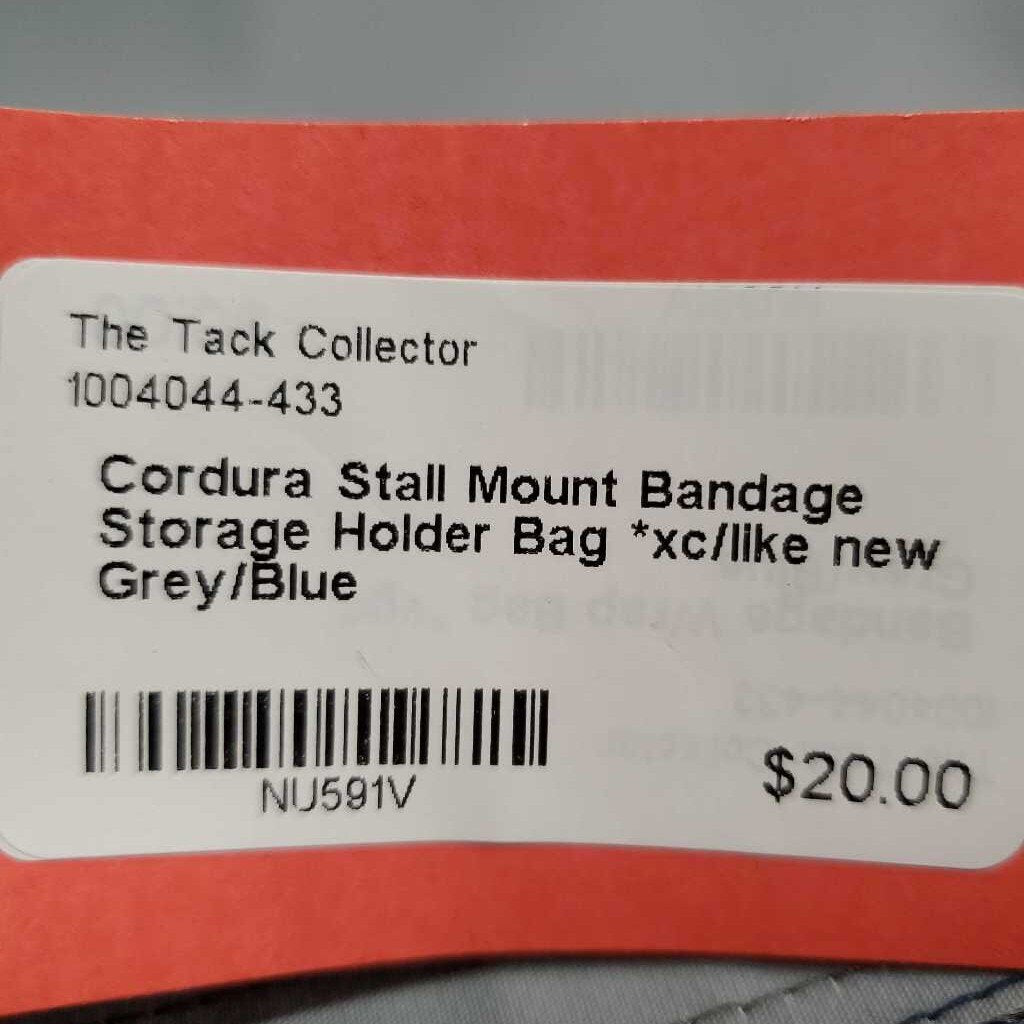 The Tack Collector
1004044-433
Cordura Stall Mount Bandage
Storage Holder Bag *xc/like new
Grey/Blue
NU591V
$20.00